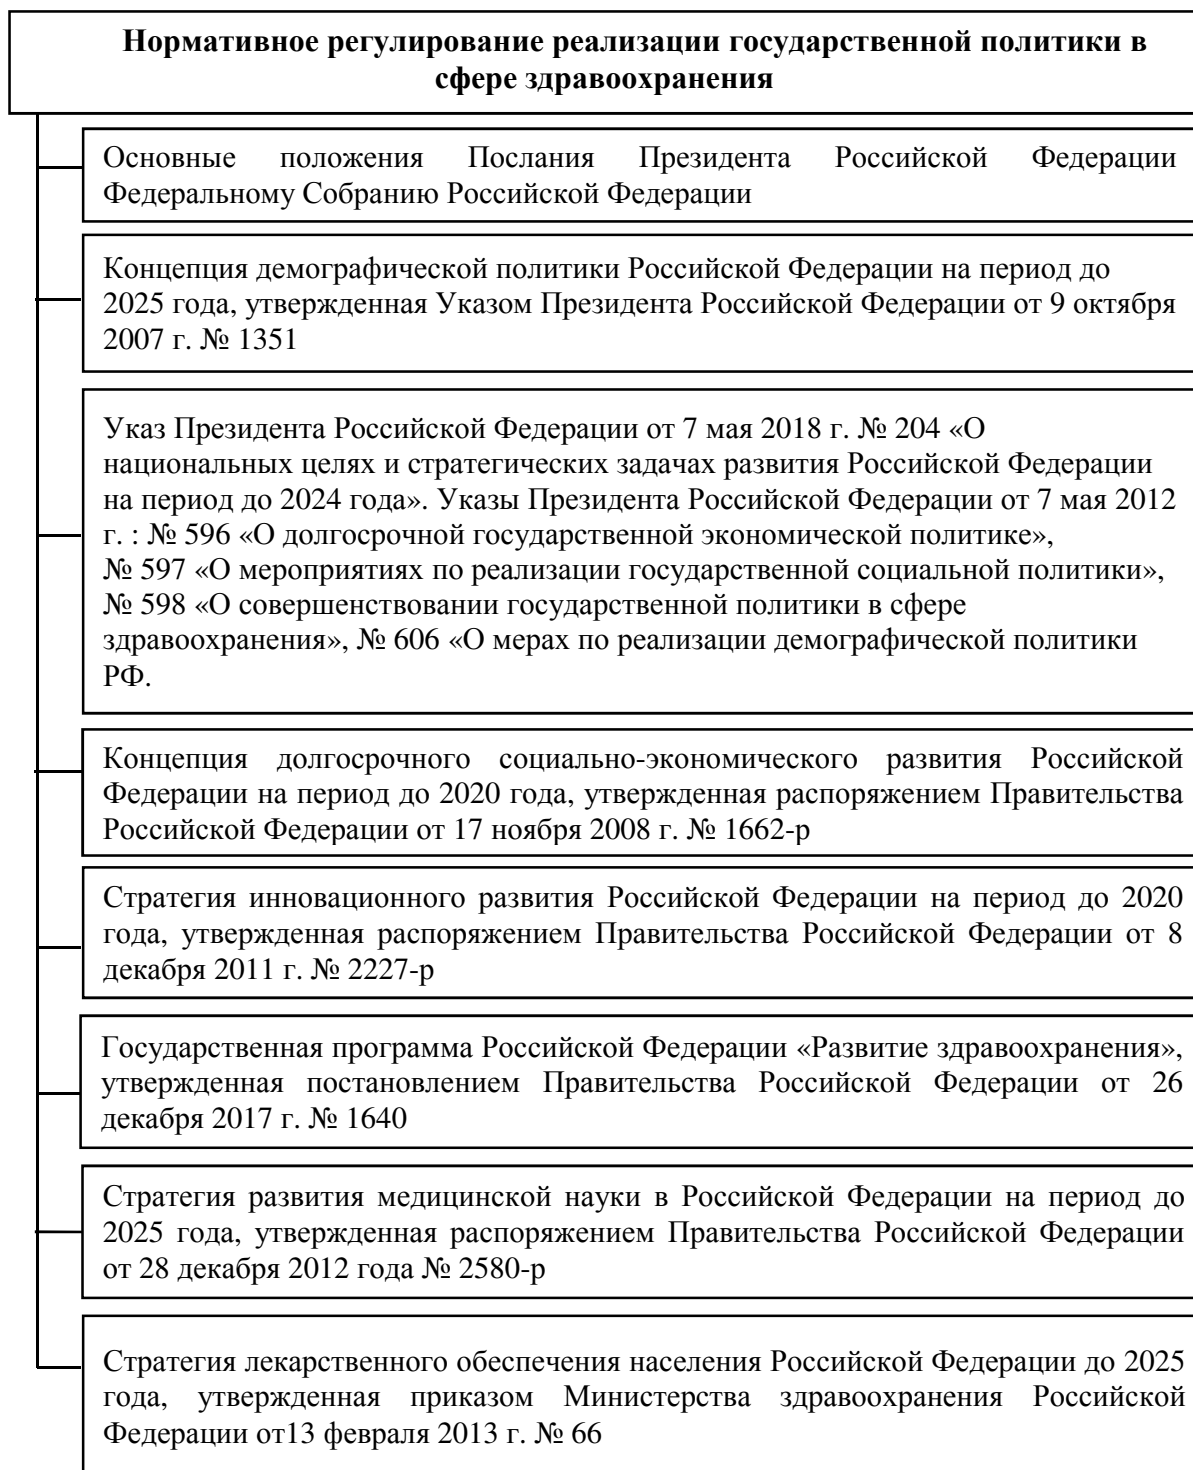 Нормативное регулирование реализации государственной политики в
сфере здравоохранения
Основные положения Послания Президента Российской Федерации
Федеральному Собранию Российской Федерации
Концепция демографической политики Российской Федерации на период до
2025 года, утвержденная Указом Президента Российской Федерации от 9 октября
2007 г. № 1351
Указ Президента Российской Федерации от 7 мая 2018 г. № 204 «О
национальных целях и стратегических задачах развития Российской Федерации
на период до 2024 года». Указы Президента Российской Федерации от 7 мая 2012
г. : № 596 «О долгосрочной государственной экономической политике»,
№ 597 «О мероприятиях по реализации государственной социальной политики»,
№ 598 «О совершенствовании государственной политики в сфере
здравоохранения», № 606 «О мерах по реализации демографической политики
РФ.
Концепция долгосрочного социально-экономического развития Российской
Федерации на период до 2020 года, утвержденная распоряжением Правительства
Российской Федерации от 17 ноября 2008 г. № 1662-р
Стратегия инновационного развития Российской Федерации на период до 2020
года, утвержденная распоряжением Правительства Российской Федерации от 8
декабря 2011 г. № 2227-р
Государственная программа Российской Федерации «Развитие здравоохранения»,
утвержденная постановлением Правительства Российской Федерации от 26
декабря 2017 г. № 1640
Стратегия развития медицинской науки в Российской Федерации на период до
2025 года, утвержденная распоряжением Правительства Российской Федерации
от 28 декабря 2012 года № 2580-р
Стратегия лекарственного обеспечения населения Российской Федерации до 2025
года, утвержденная приказом Министерства здравоохранения Российской
Федерации от13 февраля 2013 г. № 66